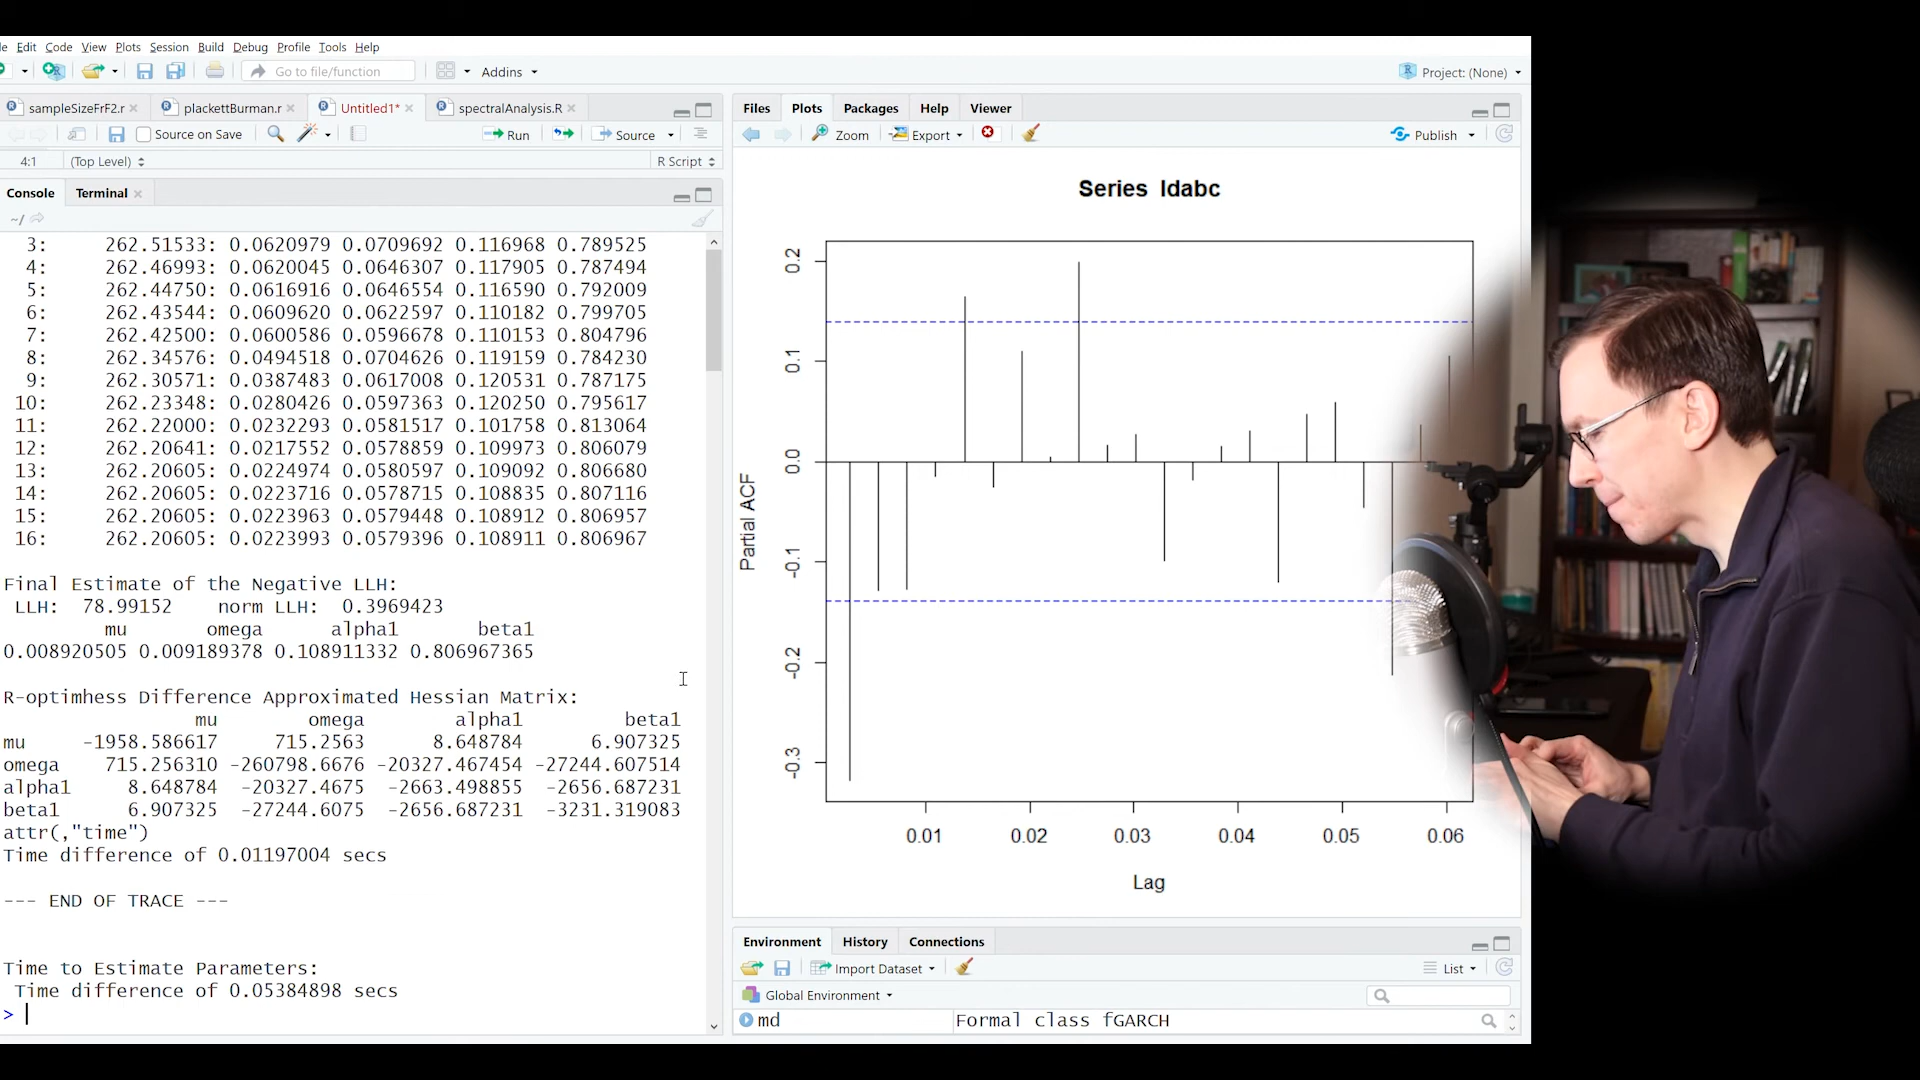 Edit Code View Plots Session Build Debug Profile Tools Help
Go to file/function Addins Project: (None)
sampleSizeFrF2.r plackettBurman.r Untitled1* spectralAnalysis.R
Source on Save Run Source
4:1 (Top Level) R Script
Console Terminal
~/
3: 262.51533: 0.0620979 0.0709692 0.116968 0.789525
4: 262.46993: 0.0620045 0.0646307 0.117905 0.787494
5: 262.44750: 0.0616916 0.0646554 0.116590 0.792009
6: 262.43544: 0.0609620 0.0622597 0.110182 0.799705
7: 262.42500: 0.0600586 0.0596678 0.110153 0.804796
8: 262.34576: 0.0494518 0.0704626 0.119159 0.784230
9: 262.30571: 0.0387483 0.0617008 0.120531 0.787175
10: 262.23348: 0.0280426 0.0597363 0.120250 0.795617
11: 262.22000: 0.0232293 0.0581517 0.101758 0.813064
12: 262.20641: 0.0217552 0.0578859 0.109973 0.806079
13: 262.20605: 0.0224974 0.0580597 0.109092 0.806680
14: 262.20605: 0.0223716 0.0578715 0.108835 0.807116
15: 262.20605: 0.0223963 0.0579448 0.108912 0.806957
16: 262.20605: 0.0223993 0.0579396 0.108911 0.806967
Final Estimate of the Negative LLH:
LLH: 78.99152 norm LLH: 0.3969423
mu omega alpha1 beta1
0.008920505 0.009189378 0.108911332 0.806967365
R-optimhess Difference Approximated Hessian Matrix:
mu omega alpha1 beta1
mu -1958.586617 715.2563 8.648784 6.907325
omega 715.256310 -260798.6676 -20327.467454 -27244.607514
alpha1 8.648784 -20327.4675 -2663.498855 -2656.687231
beta1 6.907325 -27244.6075 -2656.687231 -3231.319083
attr(,"time")
Time difference of 0.01197004 secs
--- END OF TRACE ---
Time to Estimate Parameters:
Time difference of 0.05384898 secs
>
Files Plots Packages Help Viewer
Zoom Export Publish
Series ldabc
0.2
0.1
0.0
-0.1
-0.2
-0.3
Partial ACF
0.01 0.02 0.03 0.04 0.05 0.06
Lag
Environment History Connections
Import Dataset List
Global Environment
md Formal class fGARCH